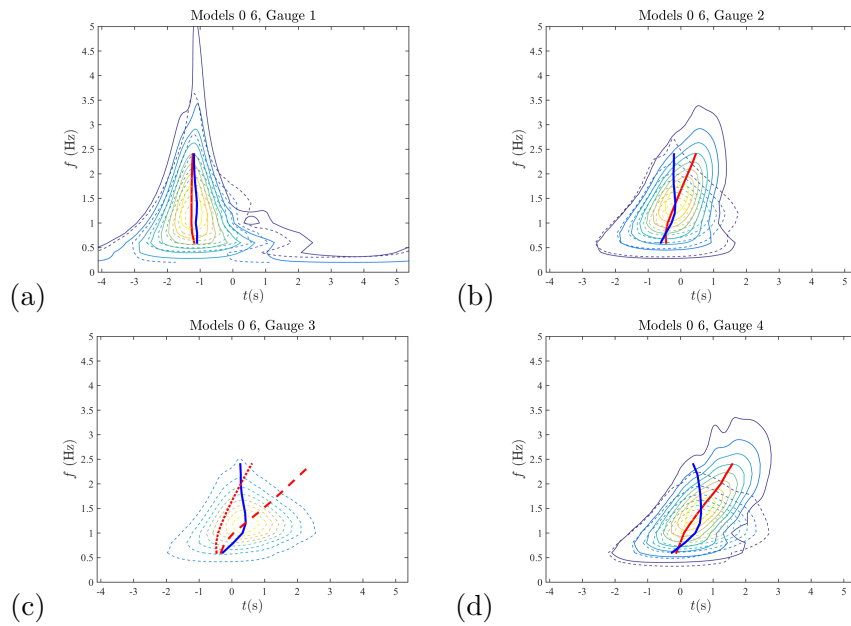 Models 0 6, Gauge 1
5
4.5
4
3.5
3
2.5
2
1.5
1
0.5
0
f (Hz)
-4 -3 -2 -1 0 1 2 3 4 5
t(s)
(a)
Models 0 6, Gauge 2
5
4.5
4
3.5
3
2.5
2
1.5
1
0.5
0
f (Hz)
-4 -3 -2 -1 0 1 2 3 4 5
t(s)
(b)
Models 0 6, Gauge 3
5
4.5
4
3.5
3
2.5
2
1.5
1
0.5
0
f (Hz)
-4 -3 -2 -1 0 1 2 3 4 5
t(s)
(c)
Models 0 6, Gauge 4
5
4.5
4
3.5
3
2.5
2
1.5
1
0.5
0
f (Hz)
-4 -3 -2 -1 0 1 2 3 4 5
t(s)
(d)